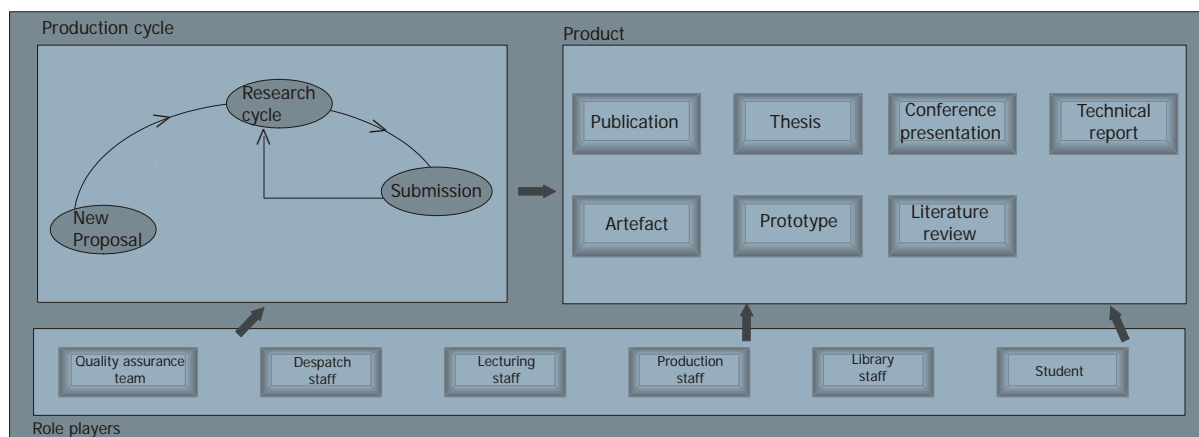 Production cycle
Research
cycle
Submission
New
Proposal
Product
Publication
Thesis
Conference
presentation
Technical
report
Artefact
Prototype
Literature
review
Quality assurance
team
Despatch
staff
Lecturing
staff
Production
staff
Library
staff
Student
Role players